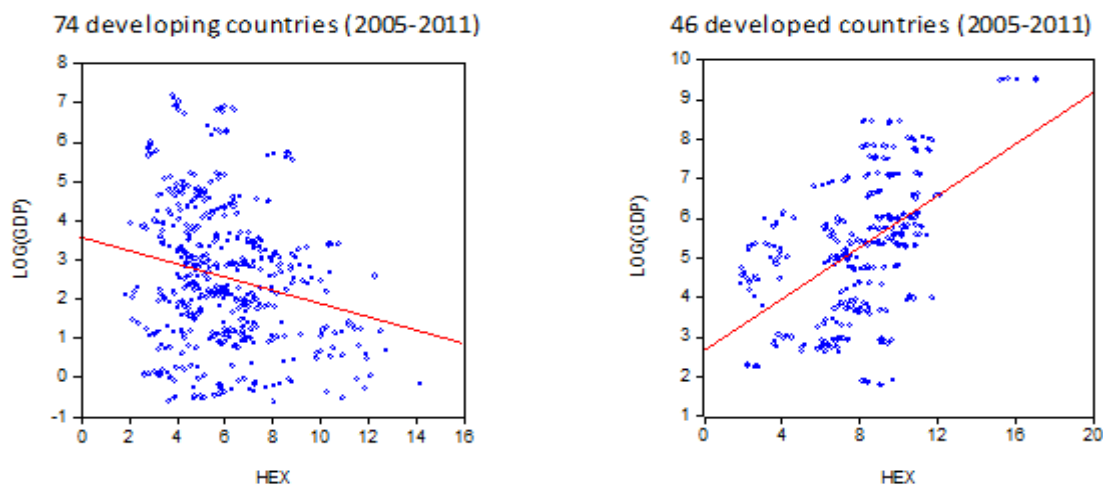 74 developing countries (2005-2011)
8
7
6
5
4
3
2
1
0
-1
LOG(GDP)
0 2 4 6 8 10 12 14 16
HEX
46 developed countries (2005-2011)
10
9
8
7
6
5
4
3
2
1
LOG(GDP)
0 4 8 12 16 20
HEX